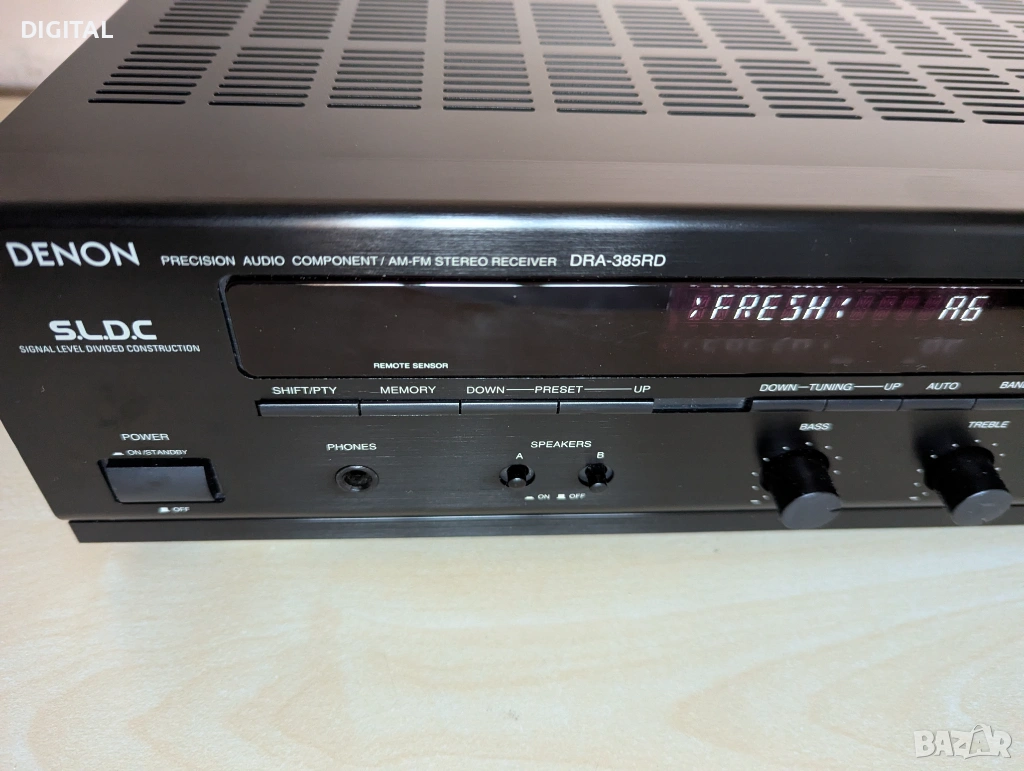 DIGITAL
DENON PRECISION AUDIO COMPONENT / AM-FM STEREO RECEIVER DRA-385RD
¦FRESH¦ A6
S.L.D.C
SIGNAL LEVEL DIVIDED CONSTRUCTION
REMOTE SENSOR
SHIFT/PTY MEMORY DOWN PRESET UP DOWN TUNING UP AUTO BAN
POWER
ON/STANDBY
OFF
PHONES
SPEAKERS
A B
ON OFF
BASS TREBLE
BAZAR